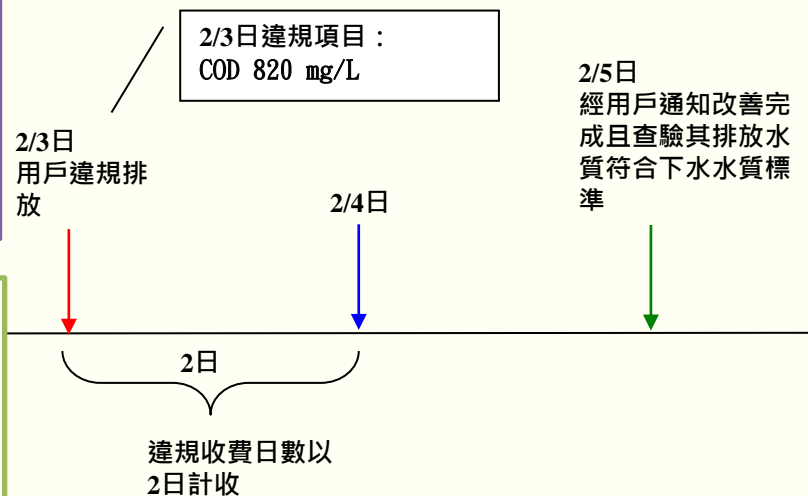 2/3日違規項目：
COD 820 mg/L
2/3日
用戶違規排
放
2/4日
2/5日
經用戶通知改善完
成且查驗其排放水
質符合下水水質標
準
2日
違規收費日數以
2日計收